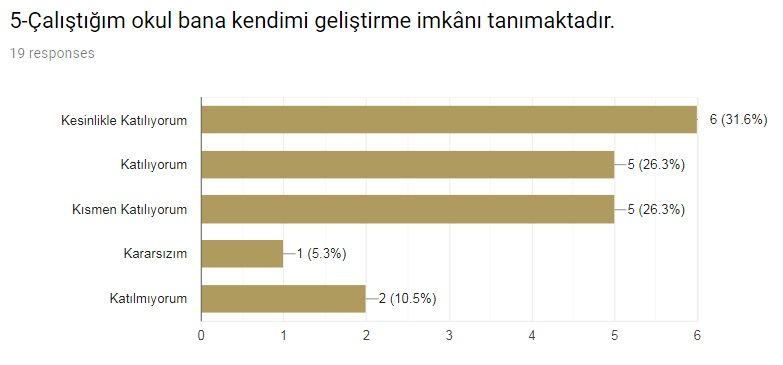 5-Çalıştığım okul bana kendimi geliştirme imkânı tanımaktadır.
19 responses
Kesinlikle Katılıyorum 6 (31.6%)
Katılıyorum 5 (26.3%)
Kısmen Katılıyorum 5 (26.3%)
Kararsızım 1 (5.3%)
Katılmıyorum 2 (10.5%)
0 1 2 3 4 5 6